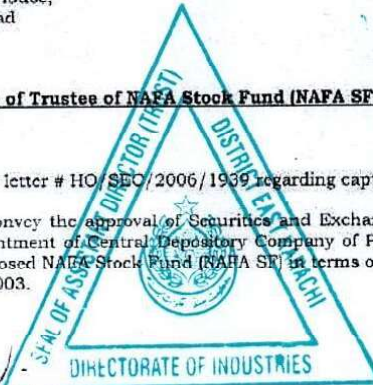 of Trustee of NAFA Stock Fund (NAFA SF
letter # HO/SEO/2006/1939 regarding capt
onvey the approval of Securities and Exchan
ntment of Central Depository Company of P
osed NAFA Stock Fund (NAFA SF) in terms o
003.
SEAL OF ASSISTANT DIRECTOR (TRUST)
DISTRICT EAST KARACHI
DIRECTORATE OF INDUSTRIES